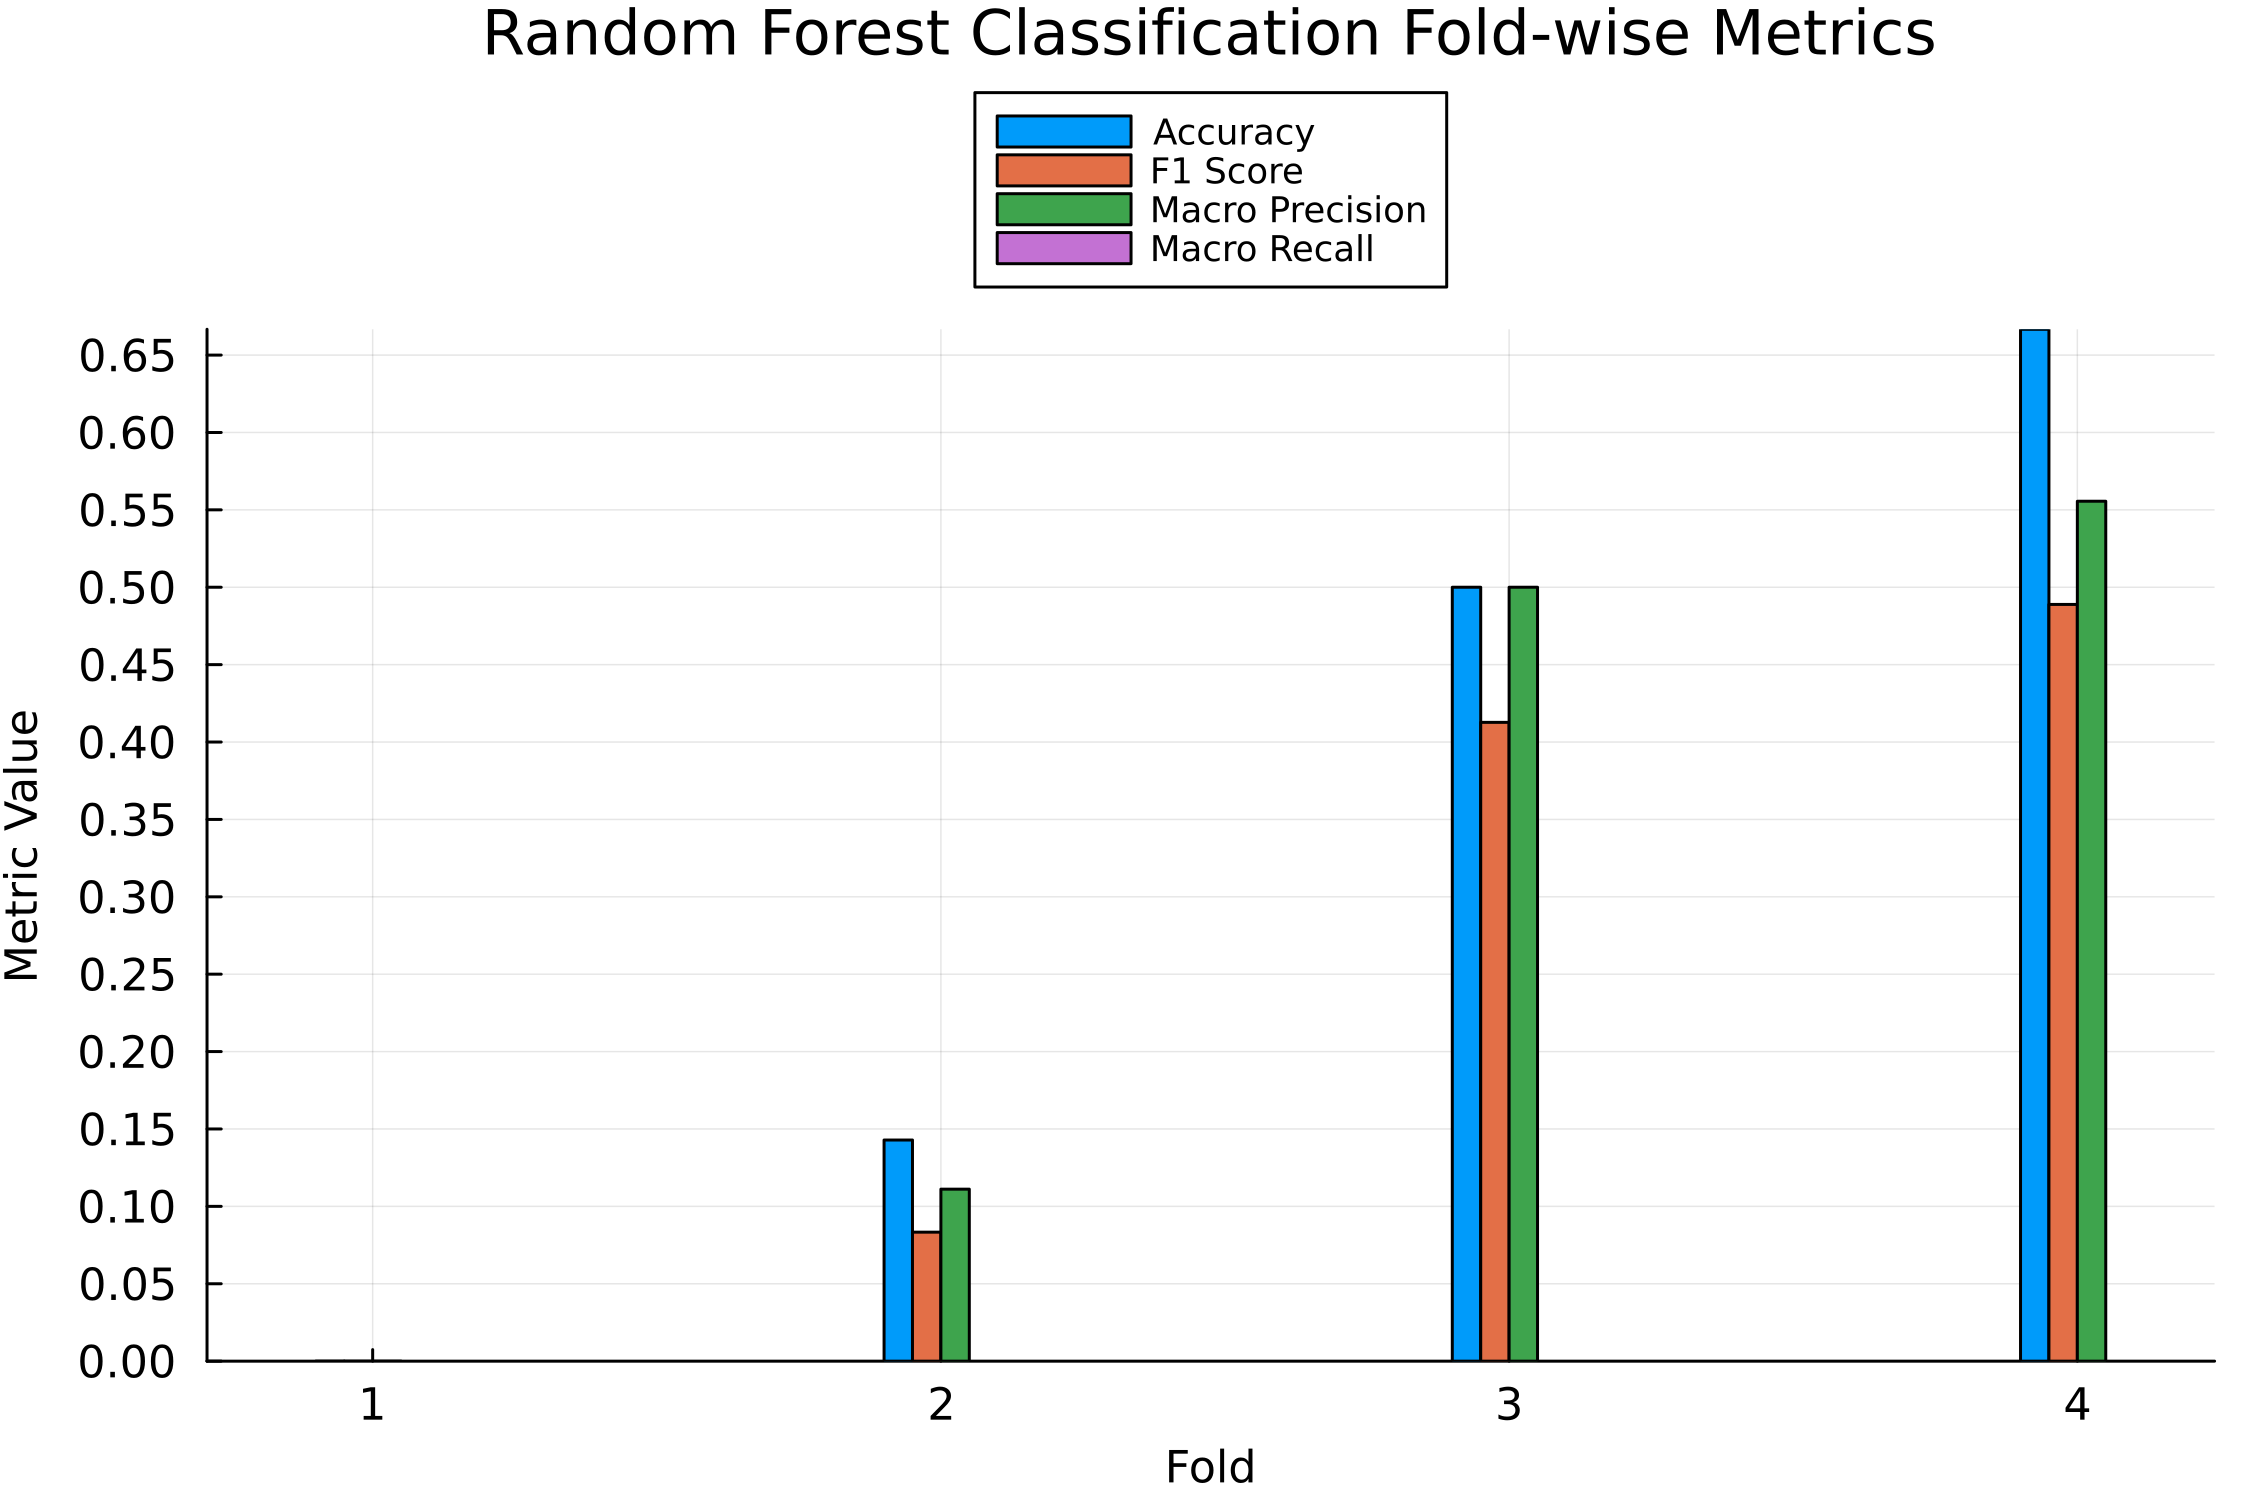 Random Forest Classification Fold-wise Metrics
Accuracy
F1 Score
Macro Precision
Macro Recall
0.65
0.60
0.55
0.50
0.45
0.40
0.35
0.30
0.25
0.20
0.15
0.10
0.05
0.00
Metric Value
1 2 3 4
Fold